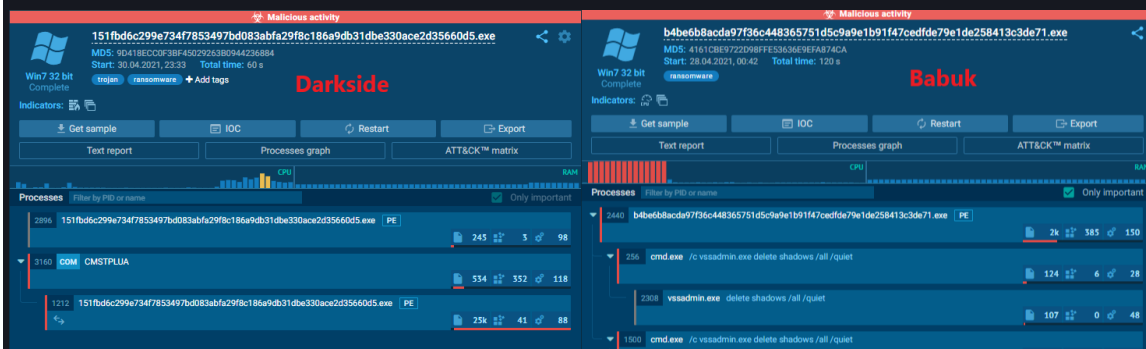 Malicious activity
151fbd6c299e734f7853497bd083abfa29f8c186a9db31dbe330ace2d35660d5.exe
MD5: 9D418ECC0F3BF45029263B0944236884
Start: 30.04.2021, 23:33 Total time: 60 s
trojan ransomware + Add tags
Win7 32 bit
Complete
Darkside
Indicators:
Get sample IOC Restart Export
Text report Processes graph ATT&CK™ matrix
CPU RAM
Processes Filter by PID or name Only important
2896 151fbd6c299e734f7853497bd083abfa29f8c186a9db31dbe330ace2d35660d5.exe PE
245 3 98
3160 COM CMSTPLUA
534 352 118
1212 151fbd6c299e734f7853497bd083abfa29f8c186a9db31dbe330ace2d35660d5.exe PE
25k 41 88
Malicious activity
b4be6b8acda97f36c448365751d5c9a9e1b91f47cedfde79e1de258413c3de71.exe
MD5: 4161CBE9722D98FFE53636E9EFA874CA
Start: 28.04.2021, 00:42 Total time: 120 s
ransomware
Win7 32 bit
Complete
Babuk
Indicators:
CPU
Get sample IOC Restart Export
Text report Processes graph ATT&CK™ matrix
CPU RAM
Processes Filter by PID or name Only important
2440 b4be6b8acda97f36c448365751d5c9a9e1b91f47cedfde79e1de258413c3de71.exe PE
2k 385 150
256 cmd.exe /c vssadmin.exe delete shadows /all /quiet
124 6 28
2308 vssadmin.exe delete shadows /all /quiet
107 0 48
1500 cmd.exe /c vssadmin.exe delete shadows /all /quiet